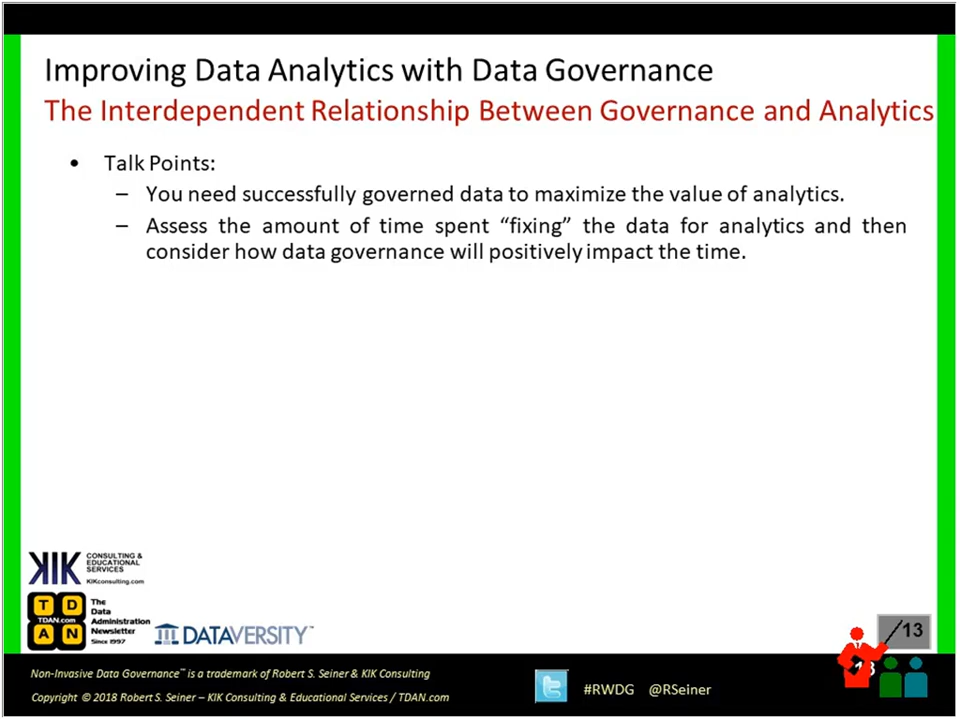 Improving Data Analytics with Data Governance
The Interdependent Relationship Between Governance and Analytics
• Talk Points:
– You need successfully governed data to maximize the value of analytics.
– Assess the amount of time spent “fixing” the data for analytics and then
consider how data governance will positively impact the time.
KIK CONSULTING &
EDUCATIONAL
SERVICES
KIKconsulting.com
T D
TDAN.com
A N
The
Data
Administration
Newsletter
Since 1997
DATAVERSITY™
13
Non-Invasive Data Governance™ is a trademark of Robert S. Seiner & KIK Consulting
Copyright © 2018 Robert S. Seiner – KIK Consulting & Educational Services / TDAN.com
#RWDG @RSeiner